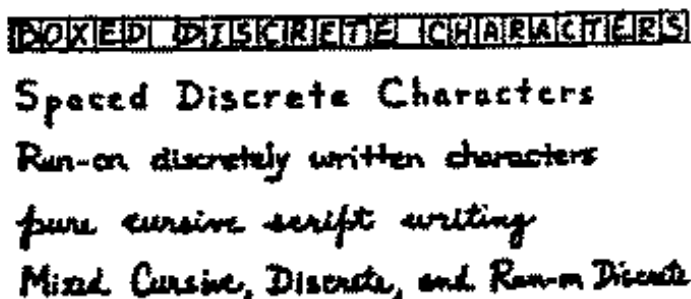 BOXED DISCRETE CHARACTERS
Spaced Discrete Characters
Run-on discretely written characters
pure cursive script writing
Mixed Cursive, Discrete, and Run-on Discrete